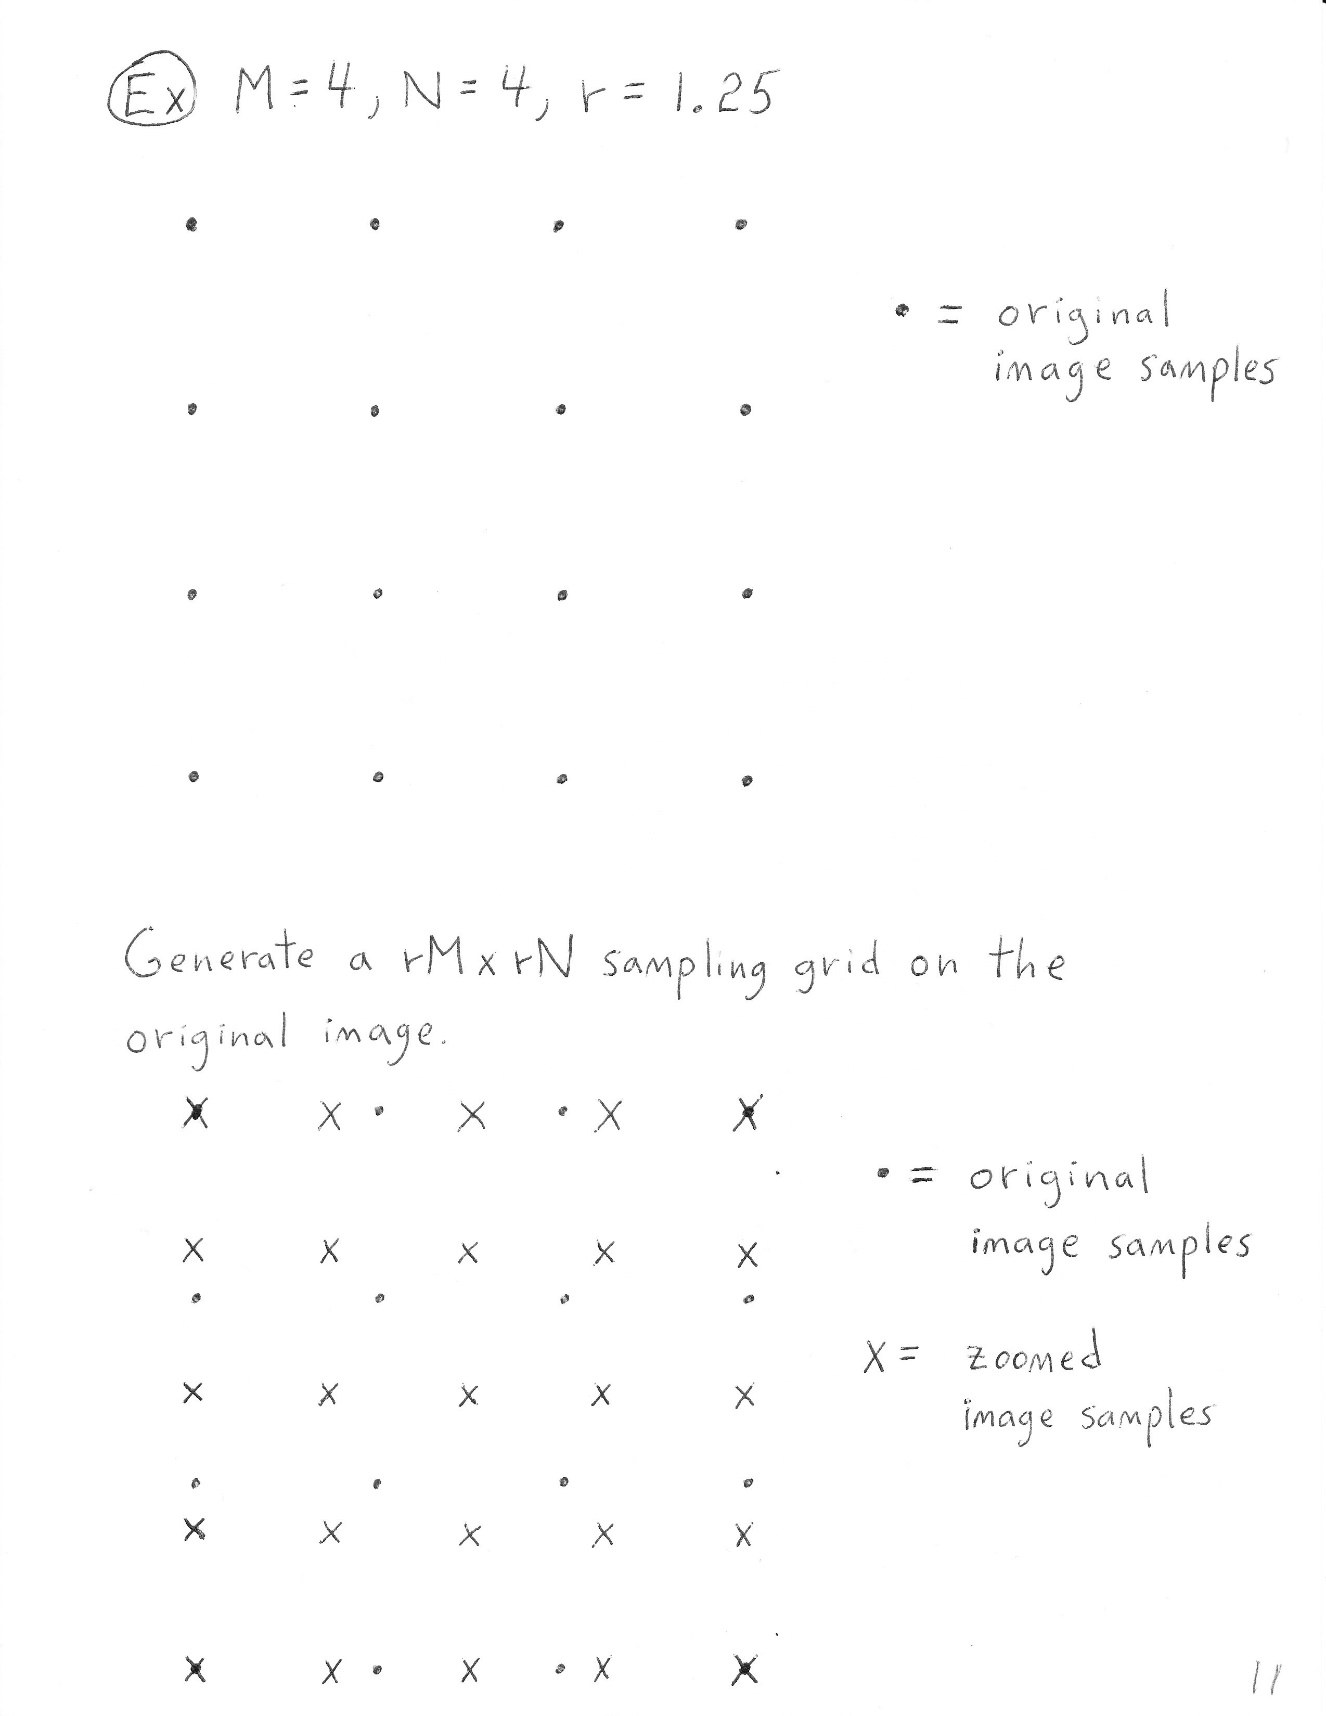 Ex M = 4, N = 4, r = 1.25
• = original
image samples
Generate a rM x rN sampling grid on the
original image.
• = original
image samples
X = zoomed
image samples
11